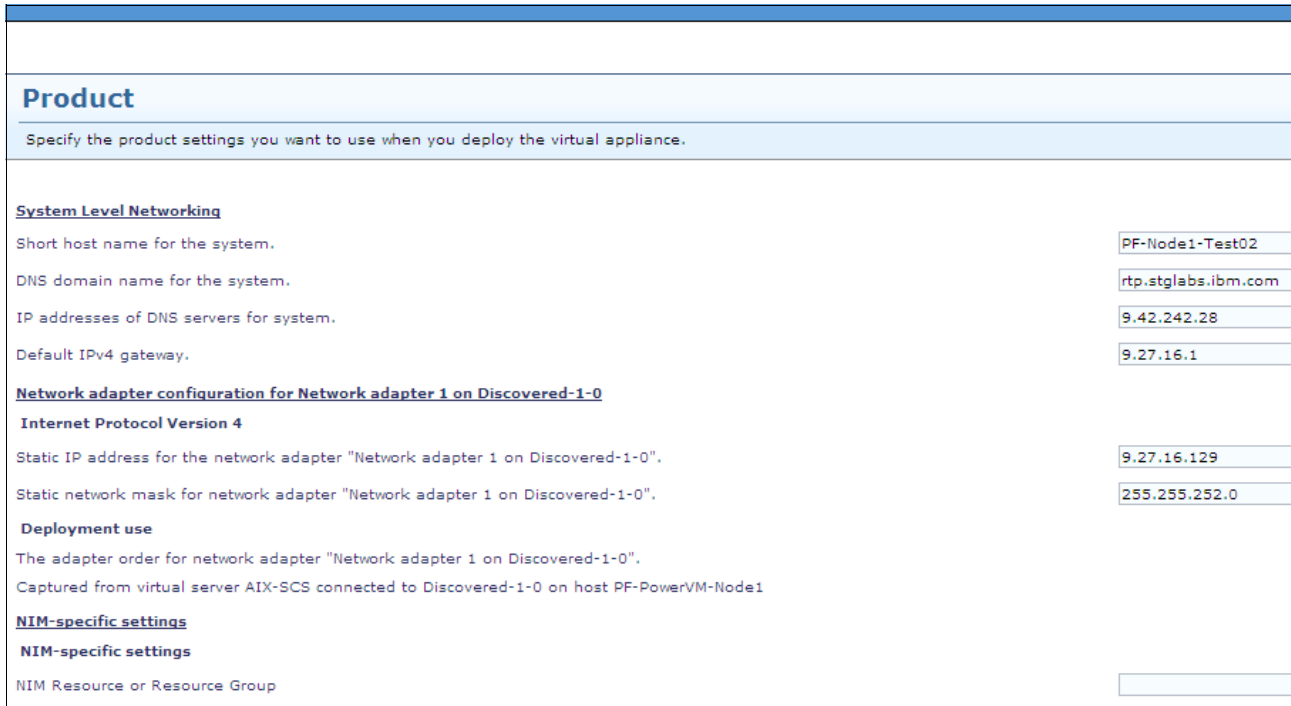 Product
Specify the product settings you want to use when you deploy the virtual appliance.
System Level Networking
Short host name for the system. PF-Node1-Test02
DNS domain name for the system. rtp.stglabs.ibm.com
IP addresses of DNS servers for system. 9.42.242.28
Default IPv4 gateway. 9.27.16.1
Network adapter configuration for Network adapter 1 on Discovered-1-0
Internet Protocol Version 4
Static IP address for the network adapter "Network adapter 1 on Discovered-1-0". 9.27.16.129
Static network mask for network adapter "Network adapter 1 on Discovered-1-0". 255.255.252.0
Deployment use
The adapter order for network adapter "Network adapter 1 on Discovered-1-0".
Captured from virtual server AIX-SCS connected to Discovered-1-0 on host PF-PowerVM-Node1
NIM-specific settings
NIM-specific settings
NIM Resource or Resource Group